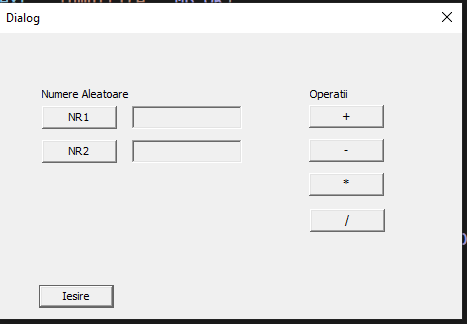 Dialog
Numere Aleatoare
NR1
NR2
Operatii
+
-
*
/
Iesire